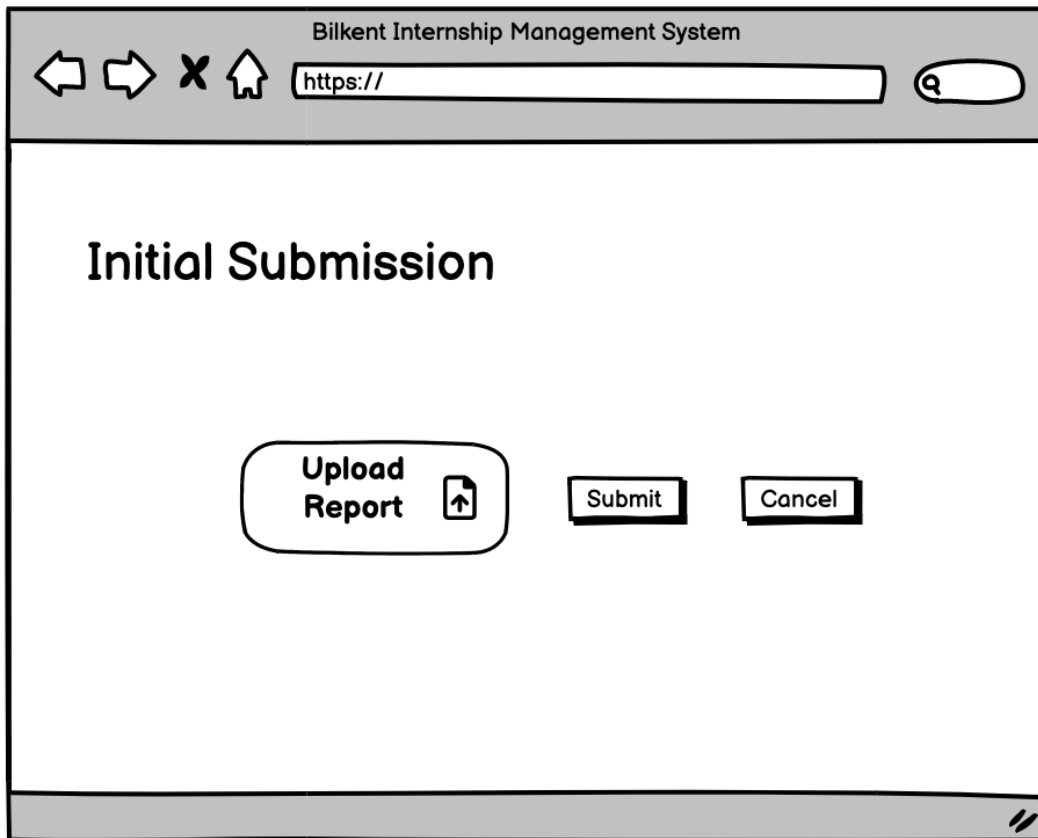 Bilkent Internship Management System
https://
Initial Submission
Upload
Report
Submit
Cancel